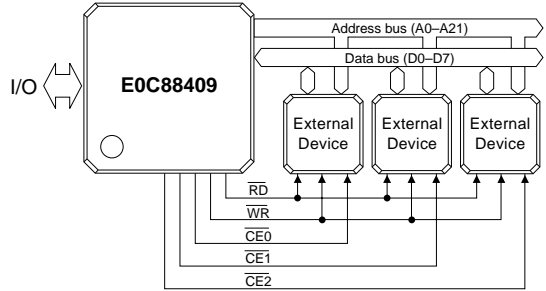 Address bus (A0–A21)
Data bus (D0–D7)
I/O
E0C88409
External
Device
External
Device
External
Device
RD
WR
CE0
CE1
CE2